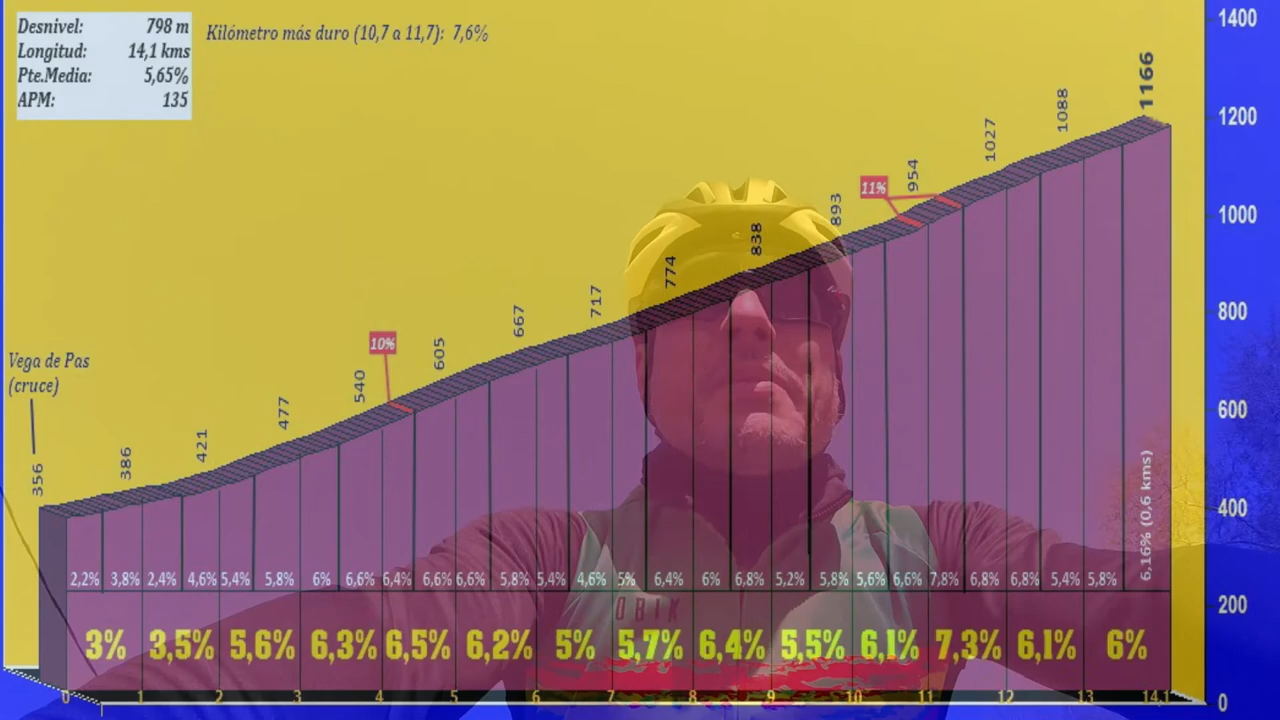 Desnivel: 798 m
Longitud: 14,1 kms
Pte.Media: 5,65%
APM: 135
Kilómetro más duro (10,7 a 11,7): 7,6%
1400
1200
1000
800
600
400
200
0
1166
1088
1027
954
11%
893
838
774
717
667
605
10%
540
477
421
386
356
Vega de Pas
(cruce)
6,16% (0,6 kms)
2,2% 3,8% 2,4% 4,6% 5,4% 5,8% 6% 6,6% 6,4% 6,6% 6,6% 5,8% 5,4% 4,6% 5% 6,4% 6% 6,8% 5,2% 5,8% 5,6% 6,6% 7,8% 6,8% 6,8% 5,4% 5,8%
OBIK
3% 3,5% 5,6% 6,3% 6,5% 6,2% 5% 5,7% 6,4% 5,5% 6,1% 7,3% 6,1% 6%
0 1 2 3 4 5 6 7 8 9 10 11 12 13 14,1